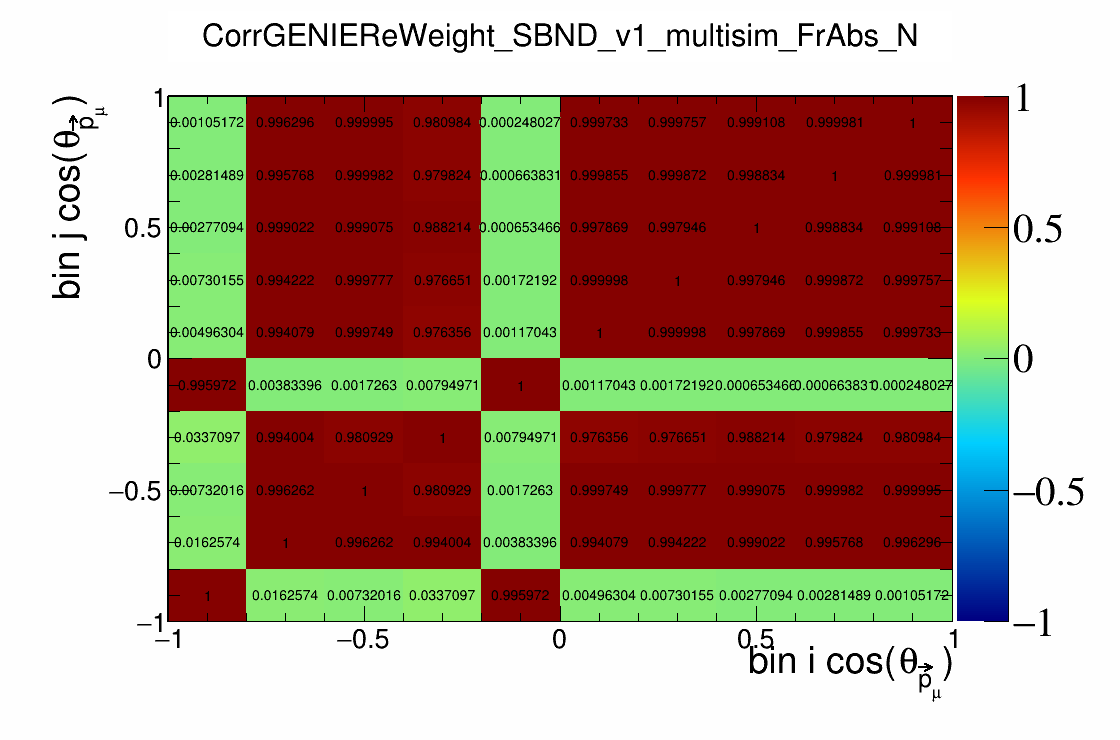 CorrGENIEReWeight_SBND_v1_multisim_FrAbs_N
bin j cos(θ_p⃗_μ)
1
0.5
0
−0.5
−1
0.00105172 0.996296 0.999995 0.980984 0.000248027 0.999733 0.999757 0.999108 0.999981 1
0.00281489 0.995768 0.999982 0.979824 0.000663831 0.999855 0.999872 0.998834 1 0.999981
0.00277094 0.999022 0.999075 0.988214 0.000653466 0.997869 0.997946 1 0.998834 0.999108
0.00730155 0.994222 0.999777 0.976651 0.00172192 0.999998 1 0.997946 0.999872 0.999757
0.00496304 0.994079 0.999749 0.976356 0.00117043 1 0.999998 0.997869 0.999855 0.999733
0.995972 0.00383396 0.0017263 0.00794971 1 0.00117043 0.00172192 0.000653466 0.000663831 0.000248027
0.0337097 0.994004 0.980929 1 0.00794971 0.976356 0.976651 0.988214 0.979824 0.980984
0.00732016 0.996262 1 0.980929 0.0017263 0.999749 0.999777 0.999075 0.999982 0.999995
0.0162574 1 0.996262 0.994004 0.00383396 0.994079 0.994222 0.999022 0.995768 0.996296
1 0.0162574 0.00732016 0.0337097 0.995972 0.00496304 0.00730155 0.00277094 0.00281489 0.00105172
−1 −0.5 0 0.5 1
bin i cos(θ_p⃗_μ)
1
0.5
0
−0.5
−1